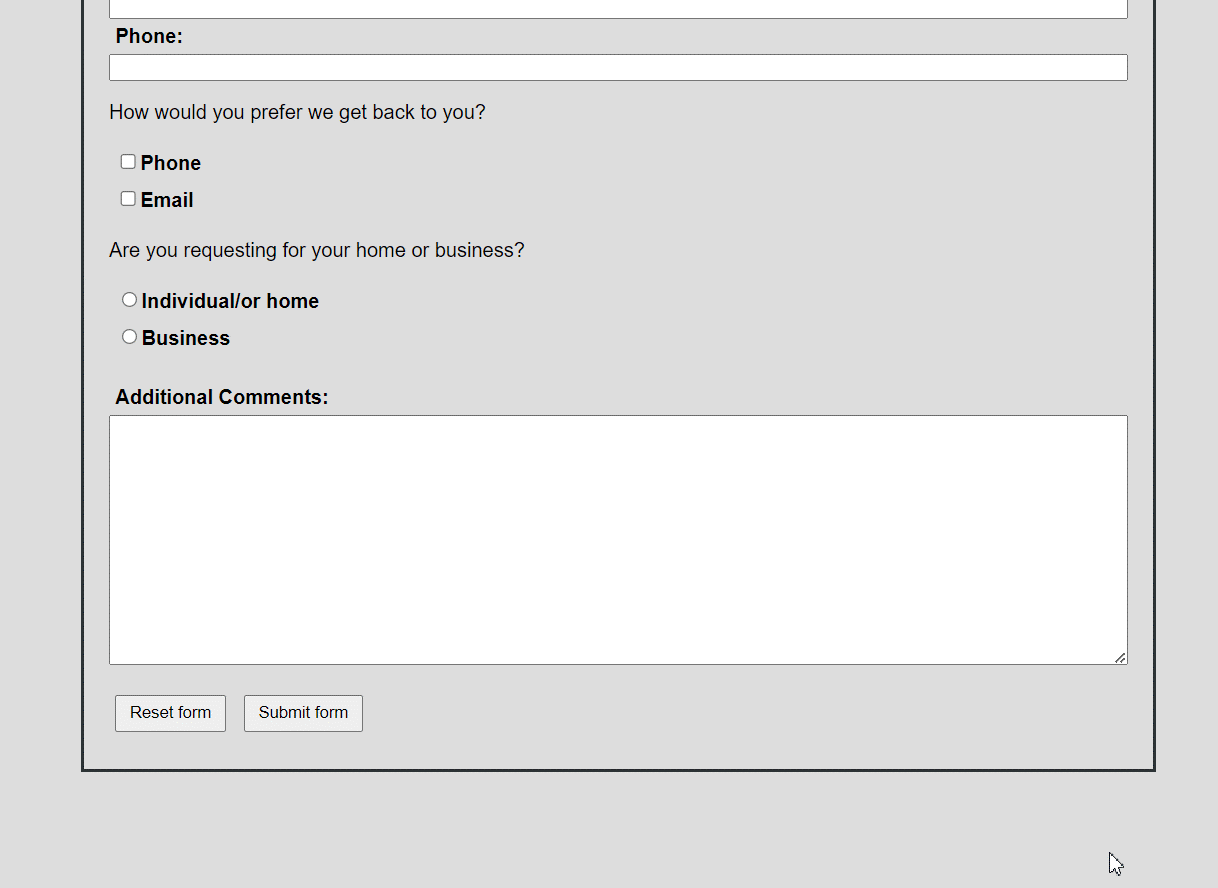 Phone:
How would you prefer we get back to you?
Phone
Email
Are you requesting for your home or business?
Individual/or home
Business
Additional Comments:
Reset form Submit form